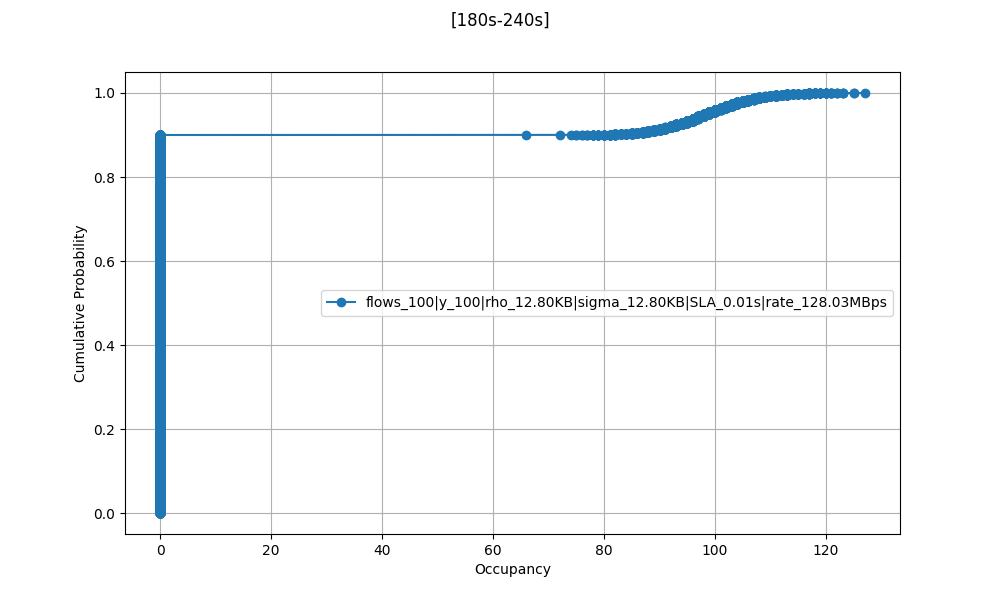 [180s-240s]
1.0
0.8
0.6
0.4
0.2
0.0
Cumulative Probability
flows_100|y_100|rho_12.80KB|sigma_12.80KB|SLA_0.01s|rate_128.03MBps
0 20 40 60 80 100 120
Occupancy